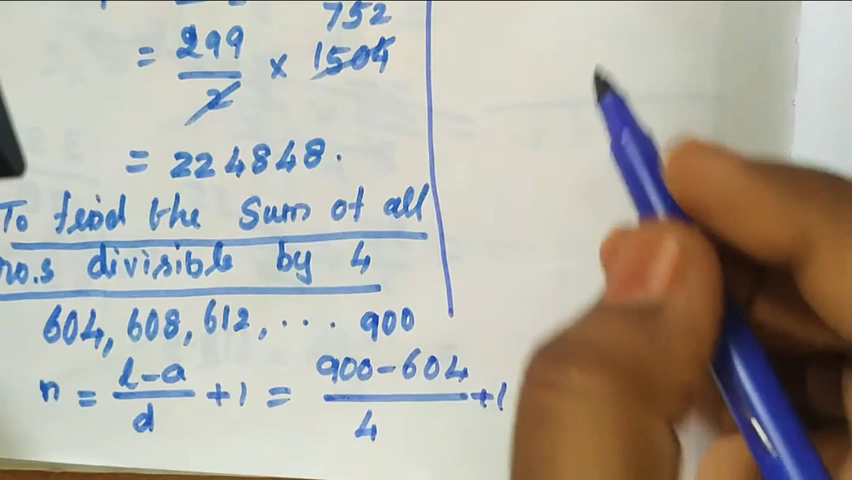 752
= 299/2 × 1504
= 224848.
To find the Sum of all
no.s divisible by 4
604, 608, 612, ... 900
n = l-a/d +1 = 900-604/4 +1